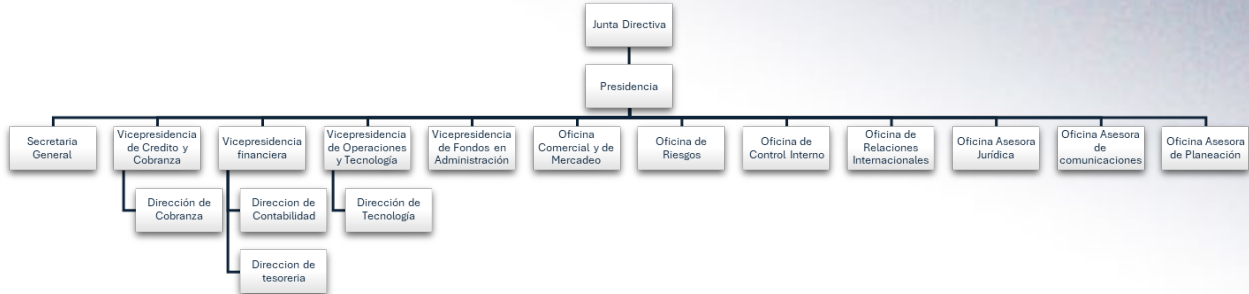 Junta Directiva
Presidencia
Secretaria
General
Vicepresidencia
de Credito y
Cobranza
Vicepresidencia
financiera
Vicepresidencia
de Operaciones
y Tecnología
Vicepresidencia
de Fondos en
Administración
Oficina
Comercial y de
Mercadeo
Oficina de
Riesgos
Oficina de
Control Interno
Oficina de
Relaciones
Internacionales
Oficina Asesora
Jurídica
Oficina Asesora
de
comunicaciones
Oficina Asesora
de Planeación
Dirección de
Cobranza
Direccion de
Contabilidad
Dirección de
Tecnología
Direccion de
tesoreria